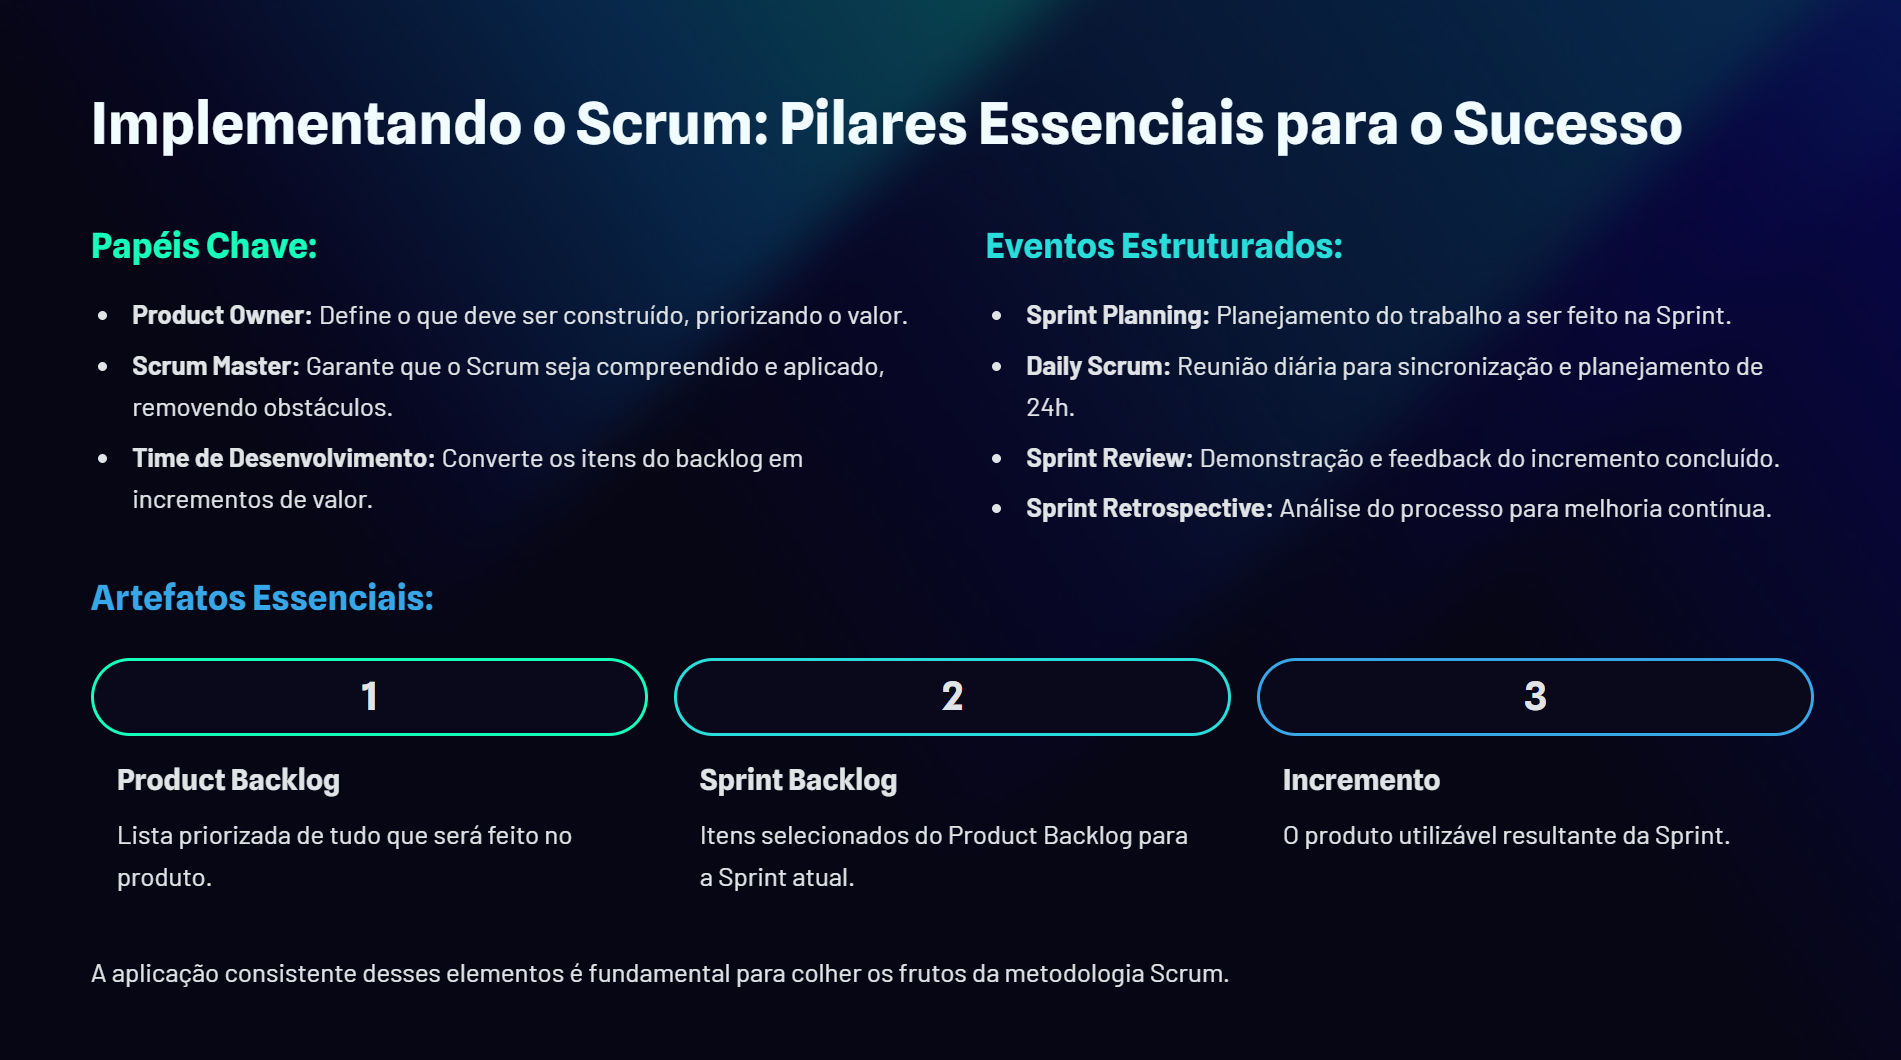 Implementando o Scrum: Pilares Essenciais para o Sucesso
Papéis Chave:
• Product Owner: Define o que deve ser construído, priorizando o valor.
• Scrum Master: Garante que o Scrum seja compreendido e aplicado,
removendo obstáculos.
• Time de Desenvolvimento: Converte os itens do backlog em
incrementos de valor.
Eventos Estruturados:
• Sprint Planning: Planejamento do trabalho a ser feito na Sprint.
• Daily Scrum: Reunião diária para sincronização e planejamento de
24h.
• Sprint Review: Demonstração e feedback do incremento concluído.
• Sprint Retrospective: Análise do processo para melhoria contínua.
Artefatos Essenciais:
1
Product Backlog
Lista priorizada de tudo que será feito no
produto.
2
Sprint Backlog
Itens selecionados do Product Backlog para
a Sprint atual.
3
Incremento
O produto utilizável resultante da Sprint.
A aplicação consistente desses elementos é fundamental para colher os frutos da metodologia Scrum.